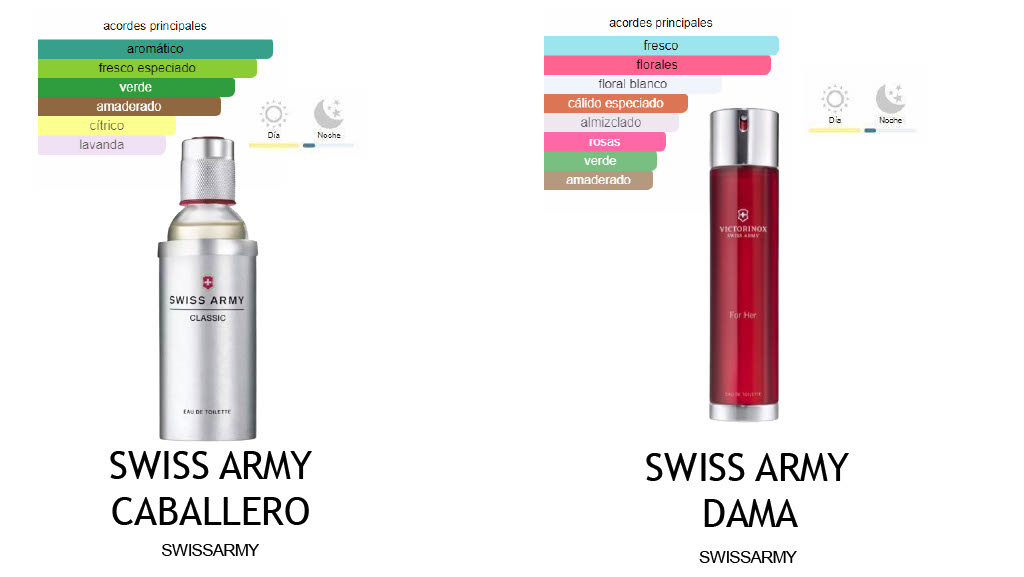 acordes principales
aromático
fresco especiado
verde
amaderado
cítrico
lavanda
Día
Noche
SWISS ARMY
CLASSIC
EAU DE TOILETTE
SWISS ARMY
CABALLERO
SWISSARMY
acordes principales
fresco
florales
floral blanco
cálido especiado
almizclado
rosas
verde
amaderado
Día
Noche
VICTORINOX
SWISS ARMY
For Her
EAU DE TOILETTE
SWISS ARMY
DAMA
SWISSARMY